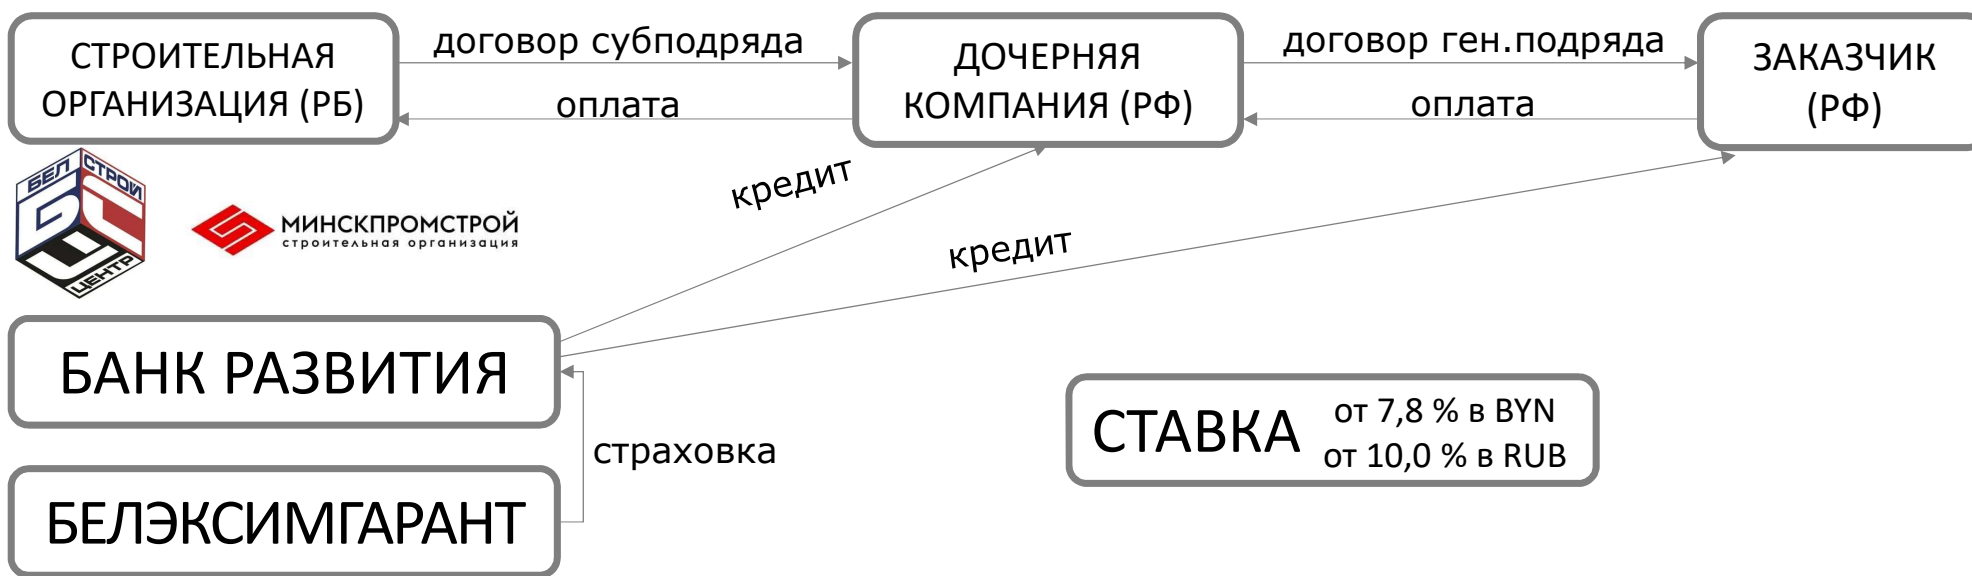 СТРОИТЕЛЬНАЯ
ОРГАНИЗАЦИЯ (РБ)
договор субподряда
оплата
ДОЧЕРНЯЯ
КОМПАНИЯ (РФ)
договор ген.подряда
оплата
ЗАКАЗЧИК
(РФ)
БЕЛ СТРОЙ
БСЦ
ЦЕНТР
МИНСКПРОМСТРОЙ
строительная организация
кредит
кредит
БАНК РАЗВИТИЯ
страховка
БЕЛЭКСИМГАРАНТ
СТАВКА
от 7,8 % в BYN
от 10,0 % в RUB